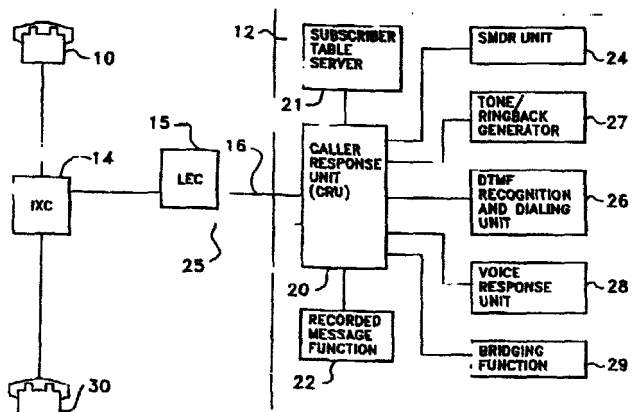 10
12
SUBSCRIBER
TABLE
SERVER
21
SMDR UNIT
24
TONE/
RINGBACK
GENERATOR
27
15
LEC
14
IXC
16
25
CALLER
RESPONSE
UNIT
(CRU)
20
DTMF
RECOGNITION
AND DIALING
UNIT
26
VOICE
RESPONSE
UNIT
28
RECORDED
MESSAGE
FUNCTION
22
BRIDGING
FUNCTION
29
30